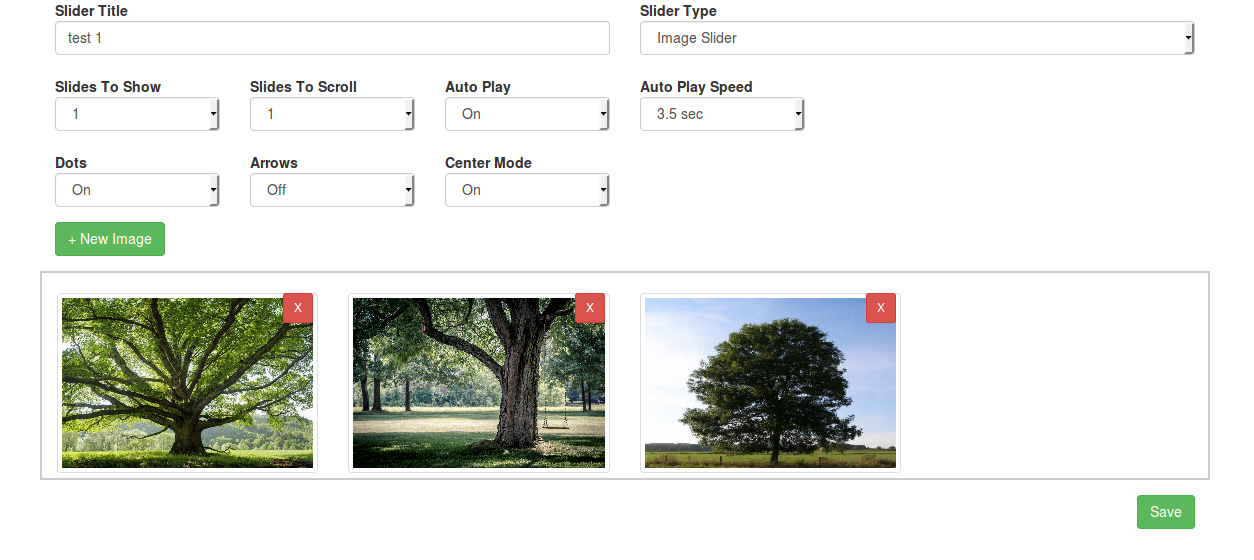 Slider Title Slider Type
test 1 Image Slider
Slides To Show Slides To Scroll Auto Play Auto Play Speed
1 1 On 3.5 sec
Dots Arrows Center Mode
On Off On
+ New Image
X X X
Save